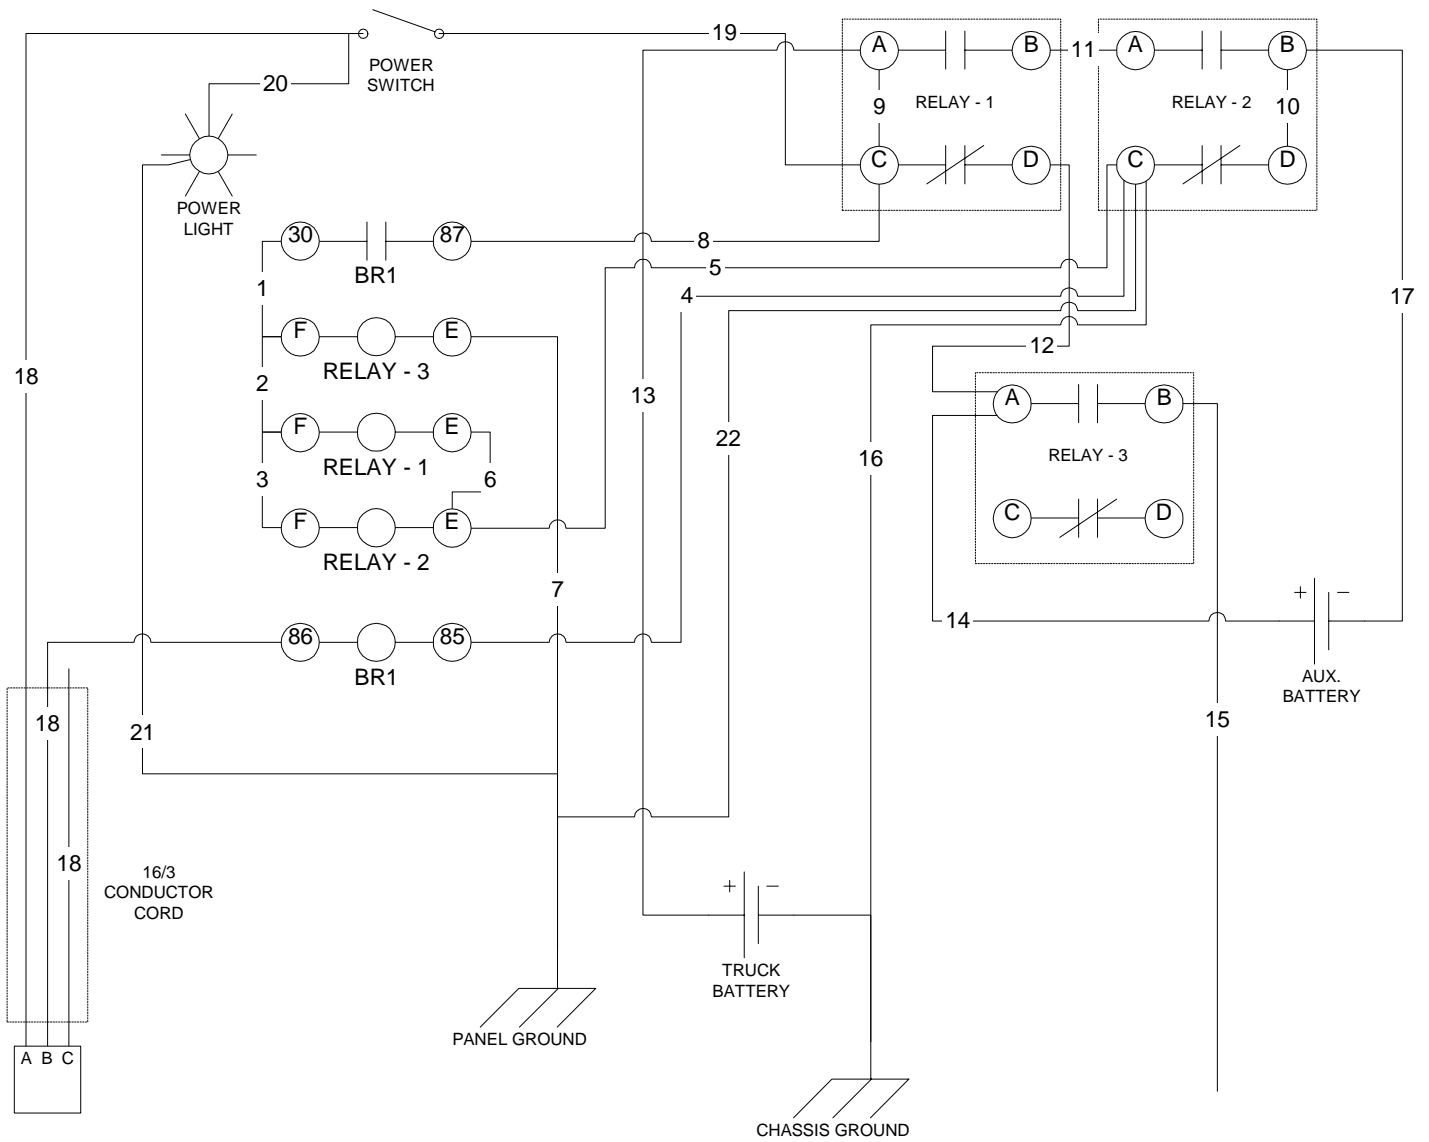 19
A
B
11
A
B
POWER
SWITCH
20
9
RELAY - 1
RELAY - 2
10
C
D
C
D
POWER
LIGHT
30
87
8
BR1
5
1
4
17
F
E
12
RELAY - 3
18
2
13
A
B
F
E
22
RELAY - 1
16
RELAY - 3
3
6
F
E
C
D
RELAY - 2
7
+
−
14
86
85
BR1
AUX.
BATTERY
18
21
15
18
16/3
CONDUCTOR
CORD
+
−
TRUCK
BATTERY
PANEL GROUND
A B C
CHASSIS GROUND